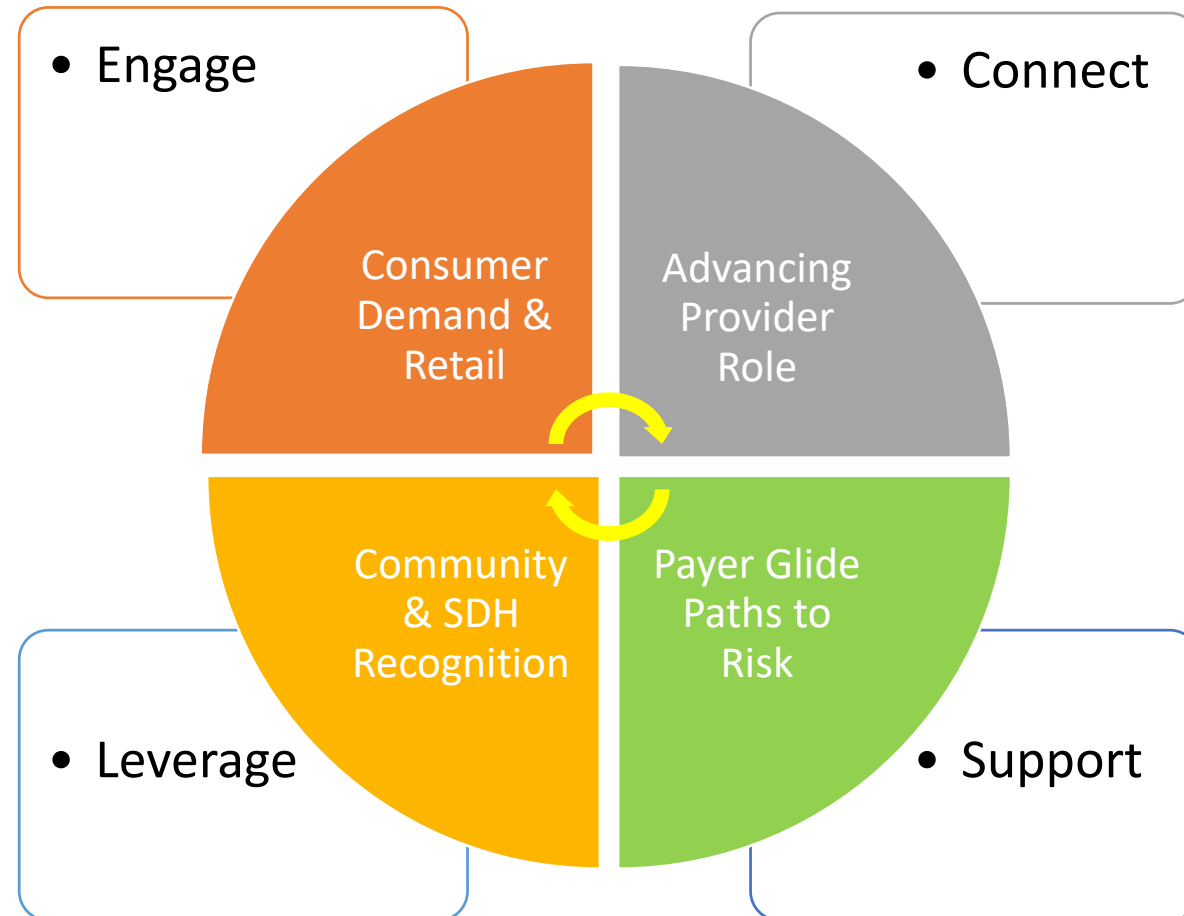 • Engage
• Connect
Consumer
Demand &
Retail
Advancing
Provider
Role
Community
& SDH
Recognition
Payer Glide
Paths to
Risk
• Leverage
• Support